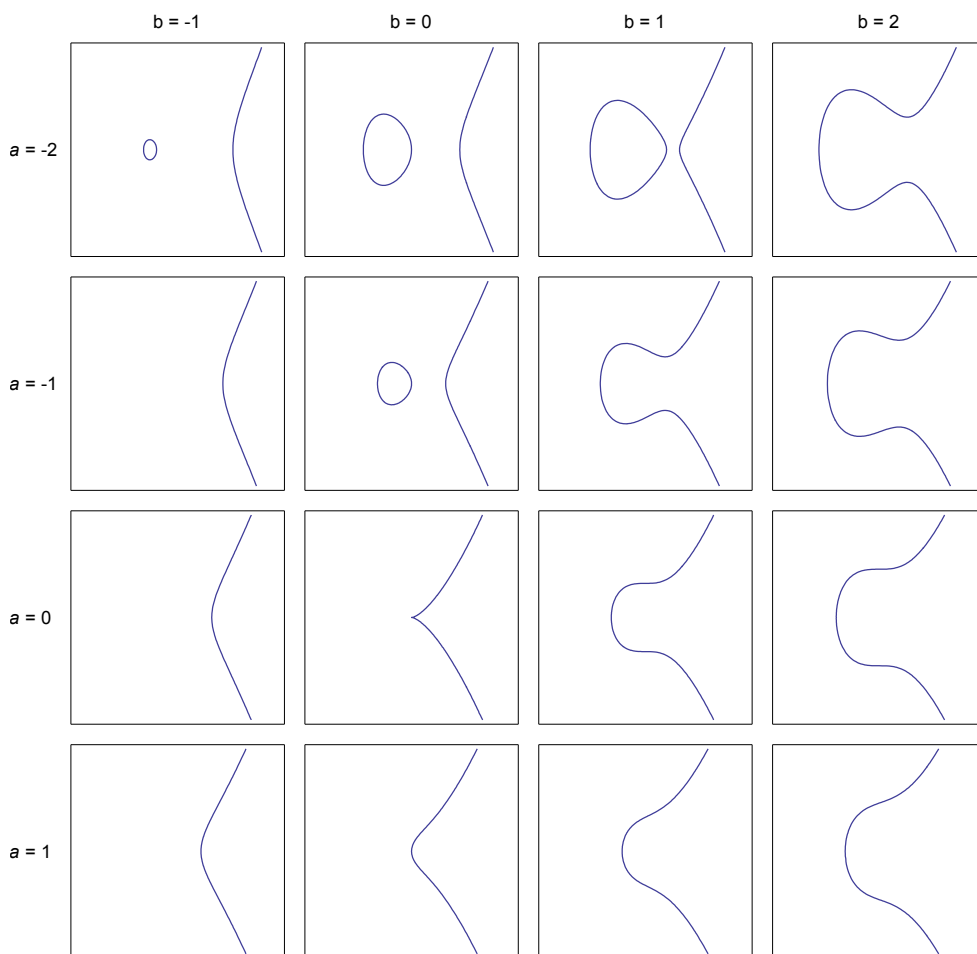 b = -1 b = 0 b = 1 b = 2
a = -2
a = -1
a = 0
a = 1